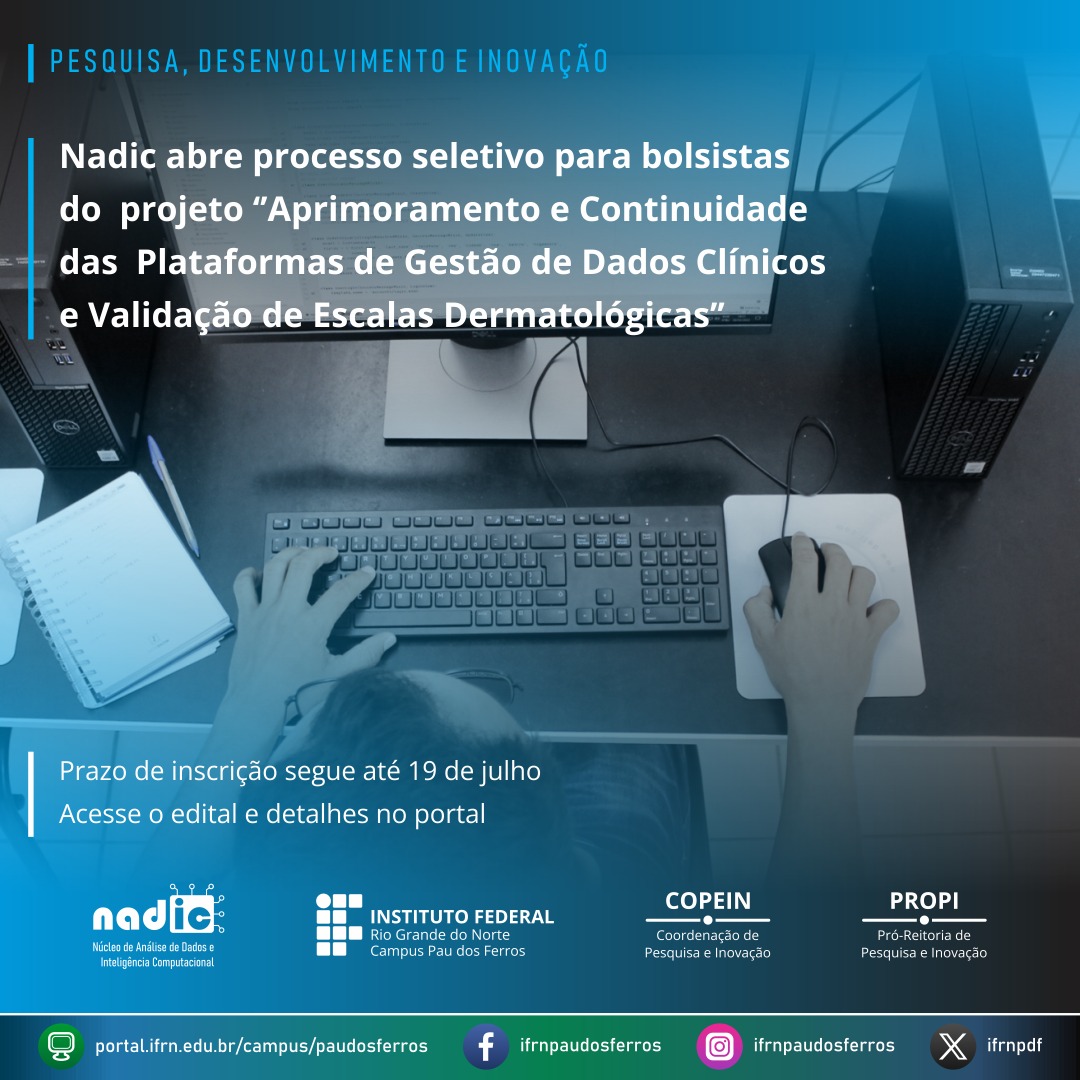 PESQUISA, DESENVOLVIMENTO E INOVAÇÃO
Nadic abre processo seletivo para bolsistas
do projeto “Aprimoramento e Continuidade
das Plataformas de Gestão de Dados Clínicos
e Validação de Escalas Dermatológicas”
DELL
Prazo de inscrição segue até 19 de julho
Acesse o edital e detalhes no portal
nadic
Núcleo de Análise de Dados e
Inteligência Computacional
INSTITUTO FEDERAL
Rio Grande do Norte
Campus Pau dos Ferros
COPEIN
Coordenação de
Pesquisa e Inovação
PROPI
Pró-Reitoria de
Pesquisa e Inovação
portal.ifrn.edu.br/campus/paudosferros
ifrnpaudosferros
ifrnpaudosferros
ifrnpdf